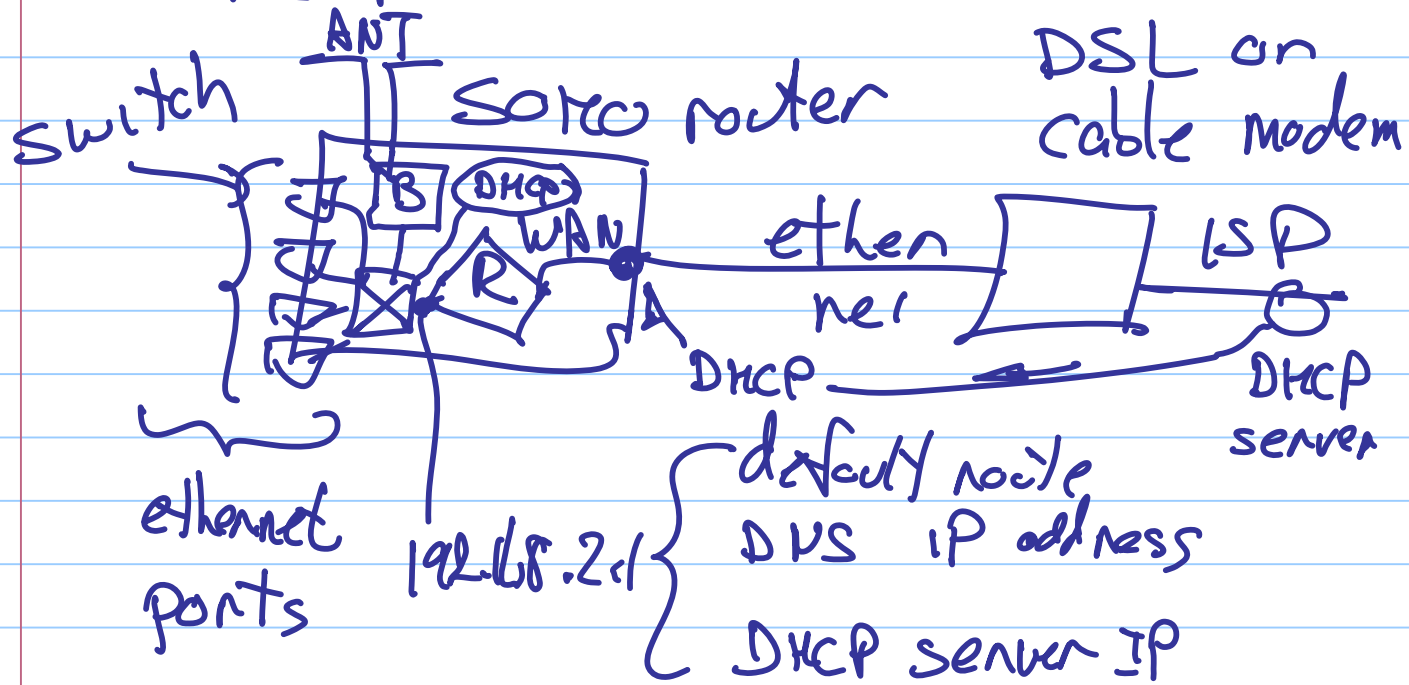 ANT
switch
SOHO router
DSL or
cable modem
B
DHCP
WAN
R
ether
net
ISP
DHCP
DHCP
server
ethernet
ports
192.168.2.1
default route
DNS IP address
DHCP server IP